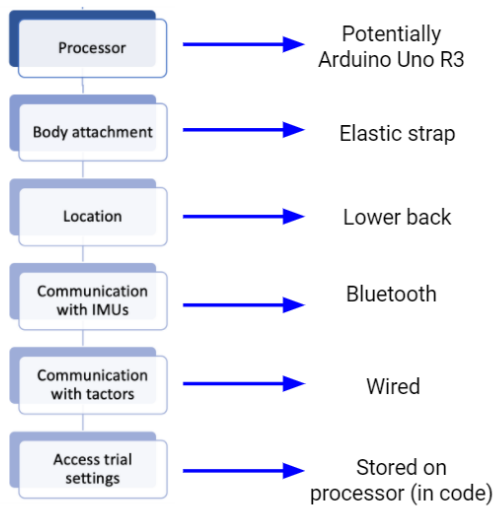 Processor
Potentially
Arduino Uno R3
Body attachment
Elastic strap
Location
Lower back
Communication
with IMUs
Bluetooth
Communication
with tactors
Wired
Access trial
settings
Stored on
processor (in code)